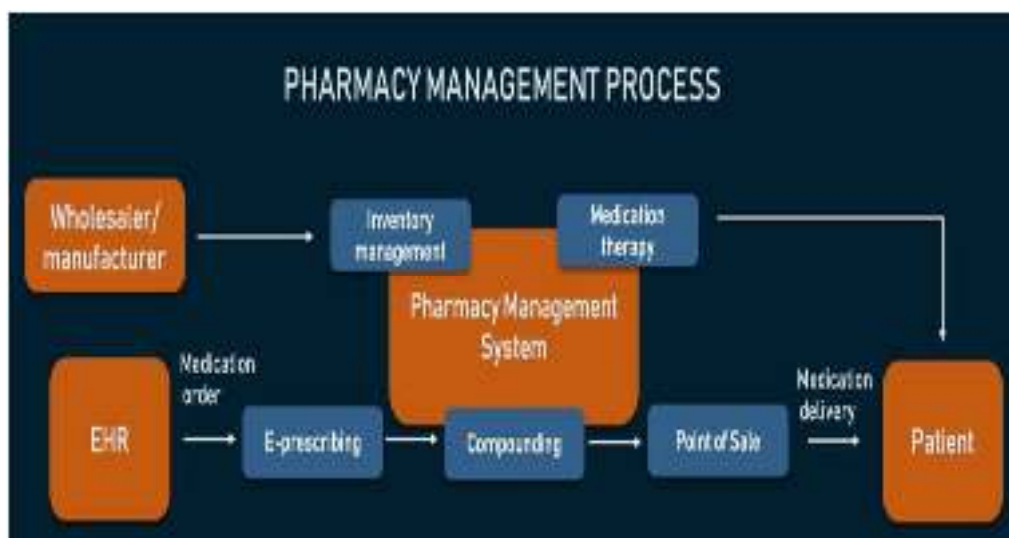 PHARMACY MANAGEMENT PROCESS
Wholesaler/
manufacturer
Inventory
management
Medication
therapy
Pharmacy Management
System
EHR
Medication
order
E-prescribing
Compounding
Point of Sale
Medication
delivery
Patient